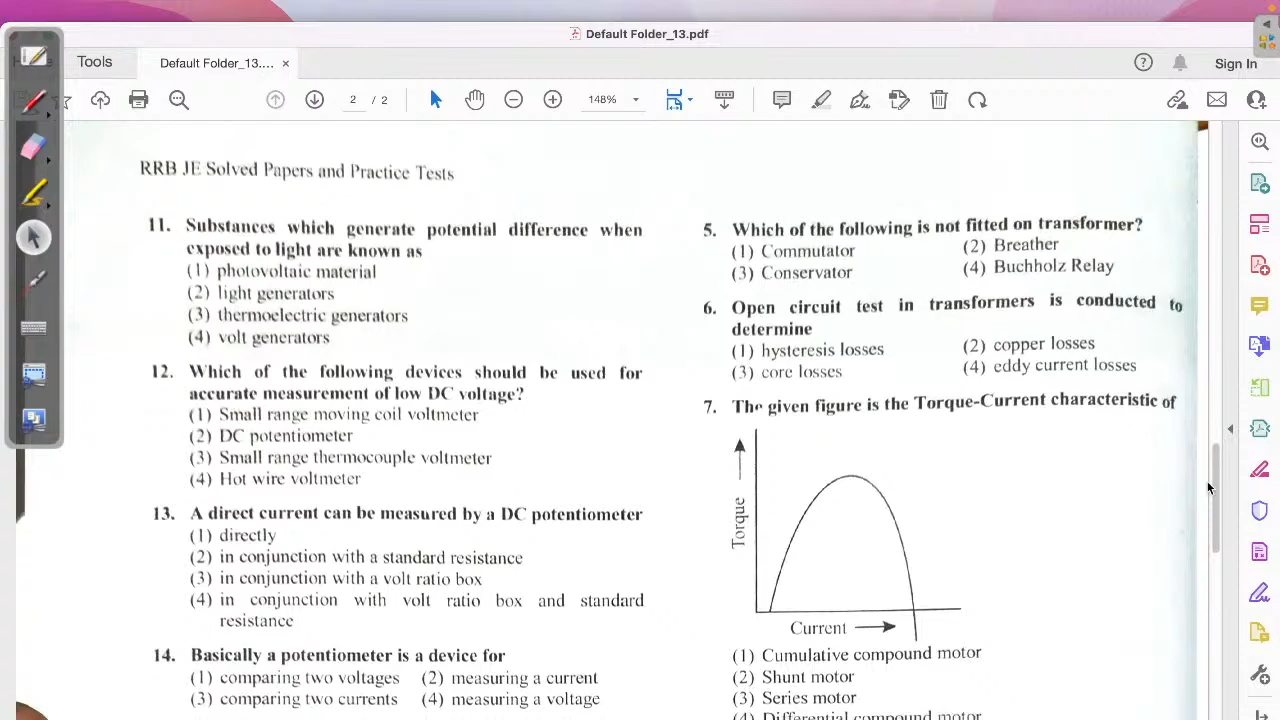 Default Folder_13.pdf
Tools
Default Folder_13....
×
Sign In
2 / 2
148%
RRB JE Solved Papers and Practice Tests
11. Substances which generate potential difference when
exposed to light are known as
(1) photovoltaic material
(2) light generators
(3) thermoelectric generators
(4) volt generators
12. Which of the following devices should be used for
accurate measurement of low DC voltage?
(1) Small range moving coil voltmeter
(2) DC potentiometer
(3) Small range thermocouple voltmeter
(4) Hot wire voltmeter
13. A direct current can be measured by a DC potentiometer
(1) directly
(2) in conjunction with a standard resistance
(3) in conjunction with a volt ratio box
(4) in conjunction with volt ratio box and standard
resistance
14. Basically a potentiometer is a device for
(1) comparing two voltages (2) measuring a current
(3) comparing two currents (4) measuring a voltage
5. Which of the following is not fitted on transformer?
(1) Commutator (2) Breather
(3) Conservator (4) Buchholz Relay
6. Open circuit test in transformers is conducted to
determine
(1) hysteresis losses (2) copper losses
(3) core losses (4) eddy current losses
7. The given figure is the Torque-Current characteristic of
Torque
Current
(1) Cumulative compound motor
(2) Shunt motor
(3) Series motor
(4) Differential compound motor